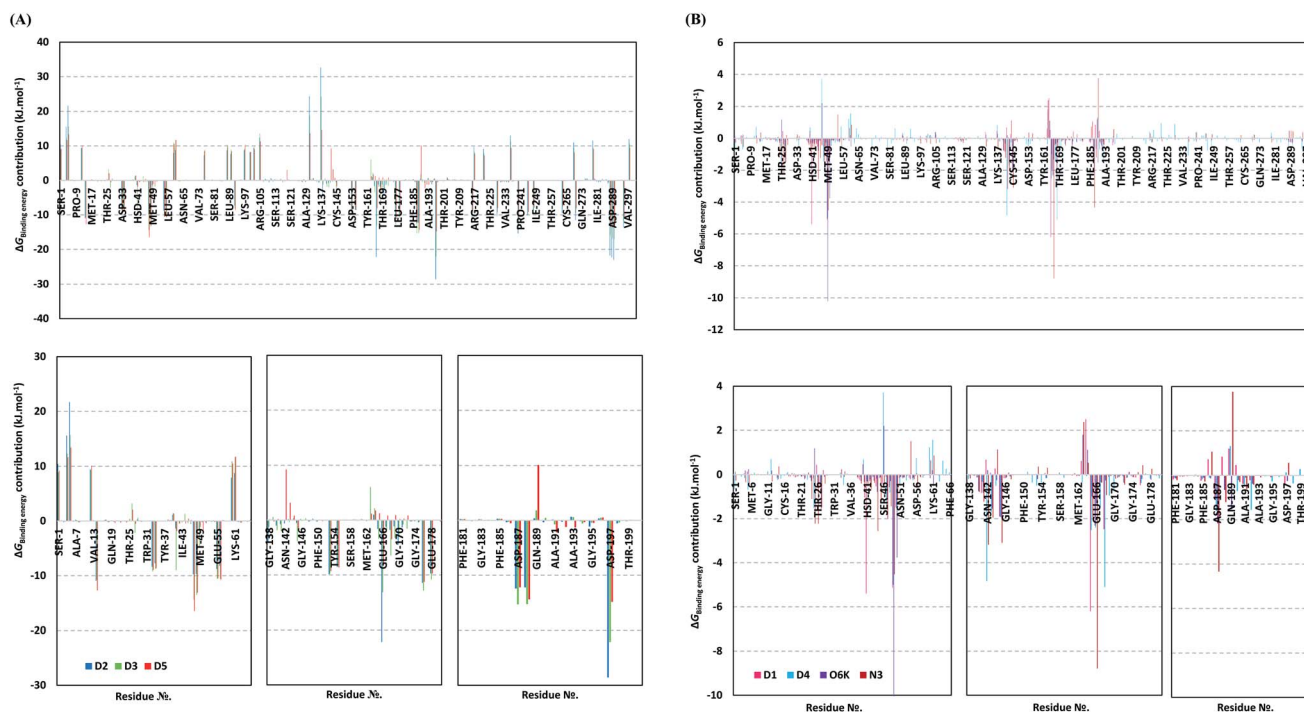 (A)
ΔG Binding energy contribution (kJ.mol⁻¹)
40
30
20
10
0
-10
-20
-30
-40
SER-1
PRO-9
MET-17
THR-25
ASP-33
HSD-41
MET-49
LEU-57
ASN-65
VAL-73
SER-81
LEU-89
LYS-97
ARG-105
SER-113
SER-121
ALA-129
LYS-137
CYS-145
ASP-153
TYR-161
THR-169
LEU-177
PHE-185
ALA-193
THR-201
TYR-209
ARG-217
THR-225
VAL-233
PRO-241
ILE-249
THR-257
CYS-265
GLN-273
ILE-281
ASP-289
VAL-297
ΔG Binding energy contribution (kJ.mol⁻¹)
30
20
10
0
-10
-20
-30
SER-1
ALA-7
VAL-13
GLN-19
THR-25
TRP-31
TYR-37
ILE-43
MET-49
GLU-55
LYS-61
D2 D3 D5
Residue №.
GLY-138
ASN-142
GLY-146
PHE-150
TYR-154
SER-158
MET-162
GLU-166
GLY-170
GLY-174
GLU-178
Residue №.
PHE-181
GLY-183
PHE-185
ASP-187
GLN-189
ALA-191
ALA-193
GLY-195
ASP-197
THR-199
Residue №.
(B)
ΔG Binding energy contribution (kJ.mol⁻¹)
6
4
2
0
-2
-4
-6
-8
-10
-12
SER-1
PRO-9
MET-17
THR-25
ASP-33
HSD-41
MET-49
LEU-57
ASN-65
VAL-73
SER-81
LEU-89
LYS-97
ARG-105
SER-113
SER-121
ALA-129
LYS-137
CYS-145
ASP-153
TYR-161
THR-169
LEU-177
PHE-185
ALA-193
THR-201
TYR-209
ARG-217
THR-225
VAL-233
PRO-241
ILE-249
THR-257
CYS-265
GLN-273
ILE-281
ASP-289
ΔG Binding energy contribution (kJ.mol⁻¹)
4
2
0
-2
-4
-6
-8
-10
SER-1
MET-6
GLY-11
CYS-16
THR-21
THR-26
TRP-31
VAL-36
HSD-41
SER-46
ASN-51
ASP-56
LYS-61
PHE-66
D1 D4 O6K N3
Residue №.
GLY-138
ASN-142
GLY-146
PHE-150
TYR-154
SER-158
MET-162
GLU-166
GLY-170
GLY-174
GLU-178
Residue №.
PHE-181
GLY-183
PHE-185
ASP-187
GLN-189
ALA-191
ALA-193
GLY-195
ASP-197
THR-199
Residue №.